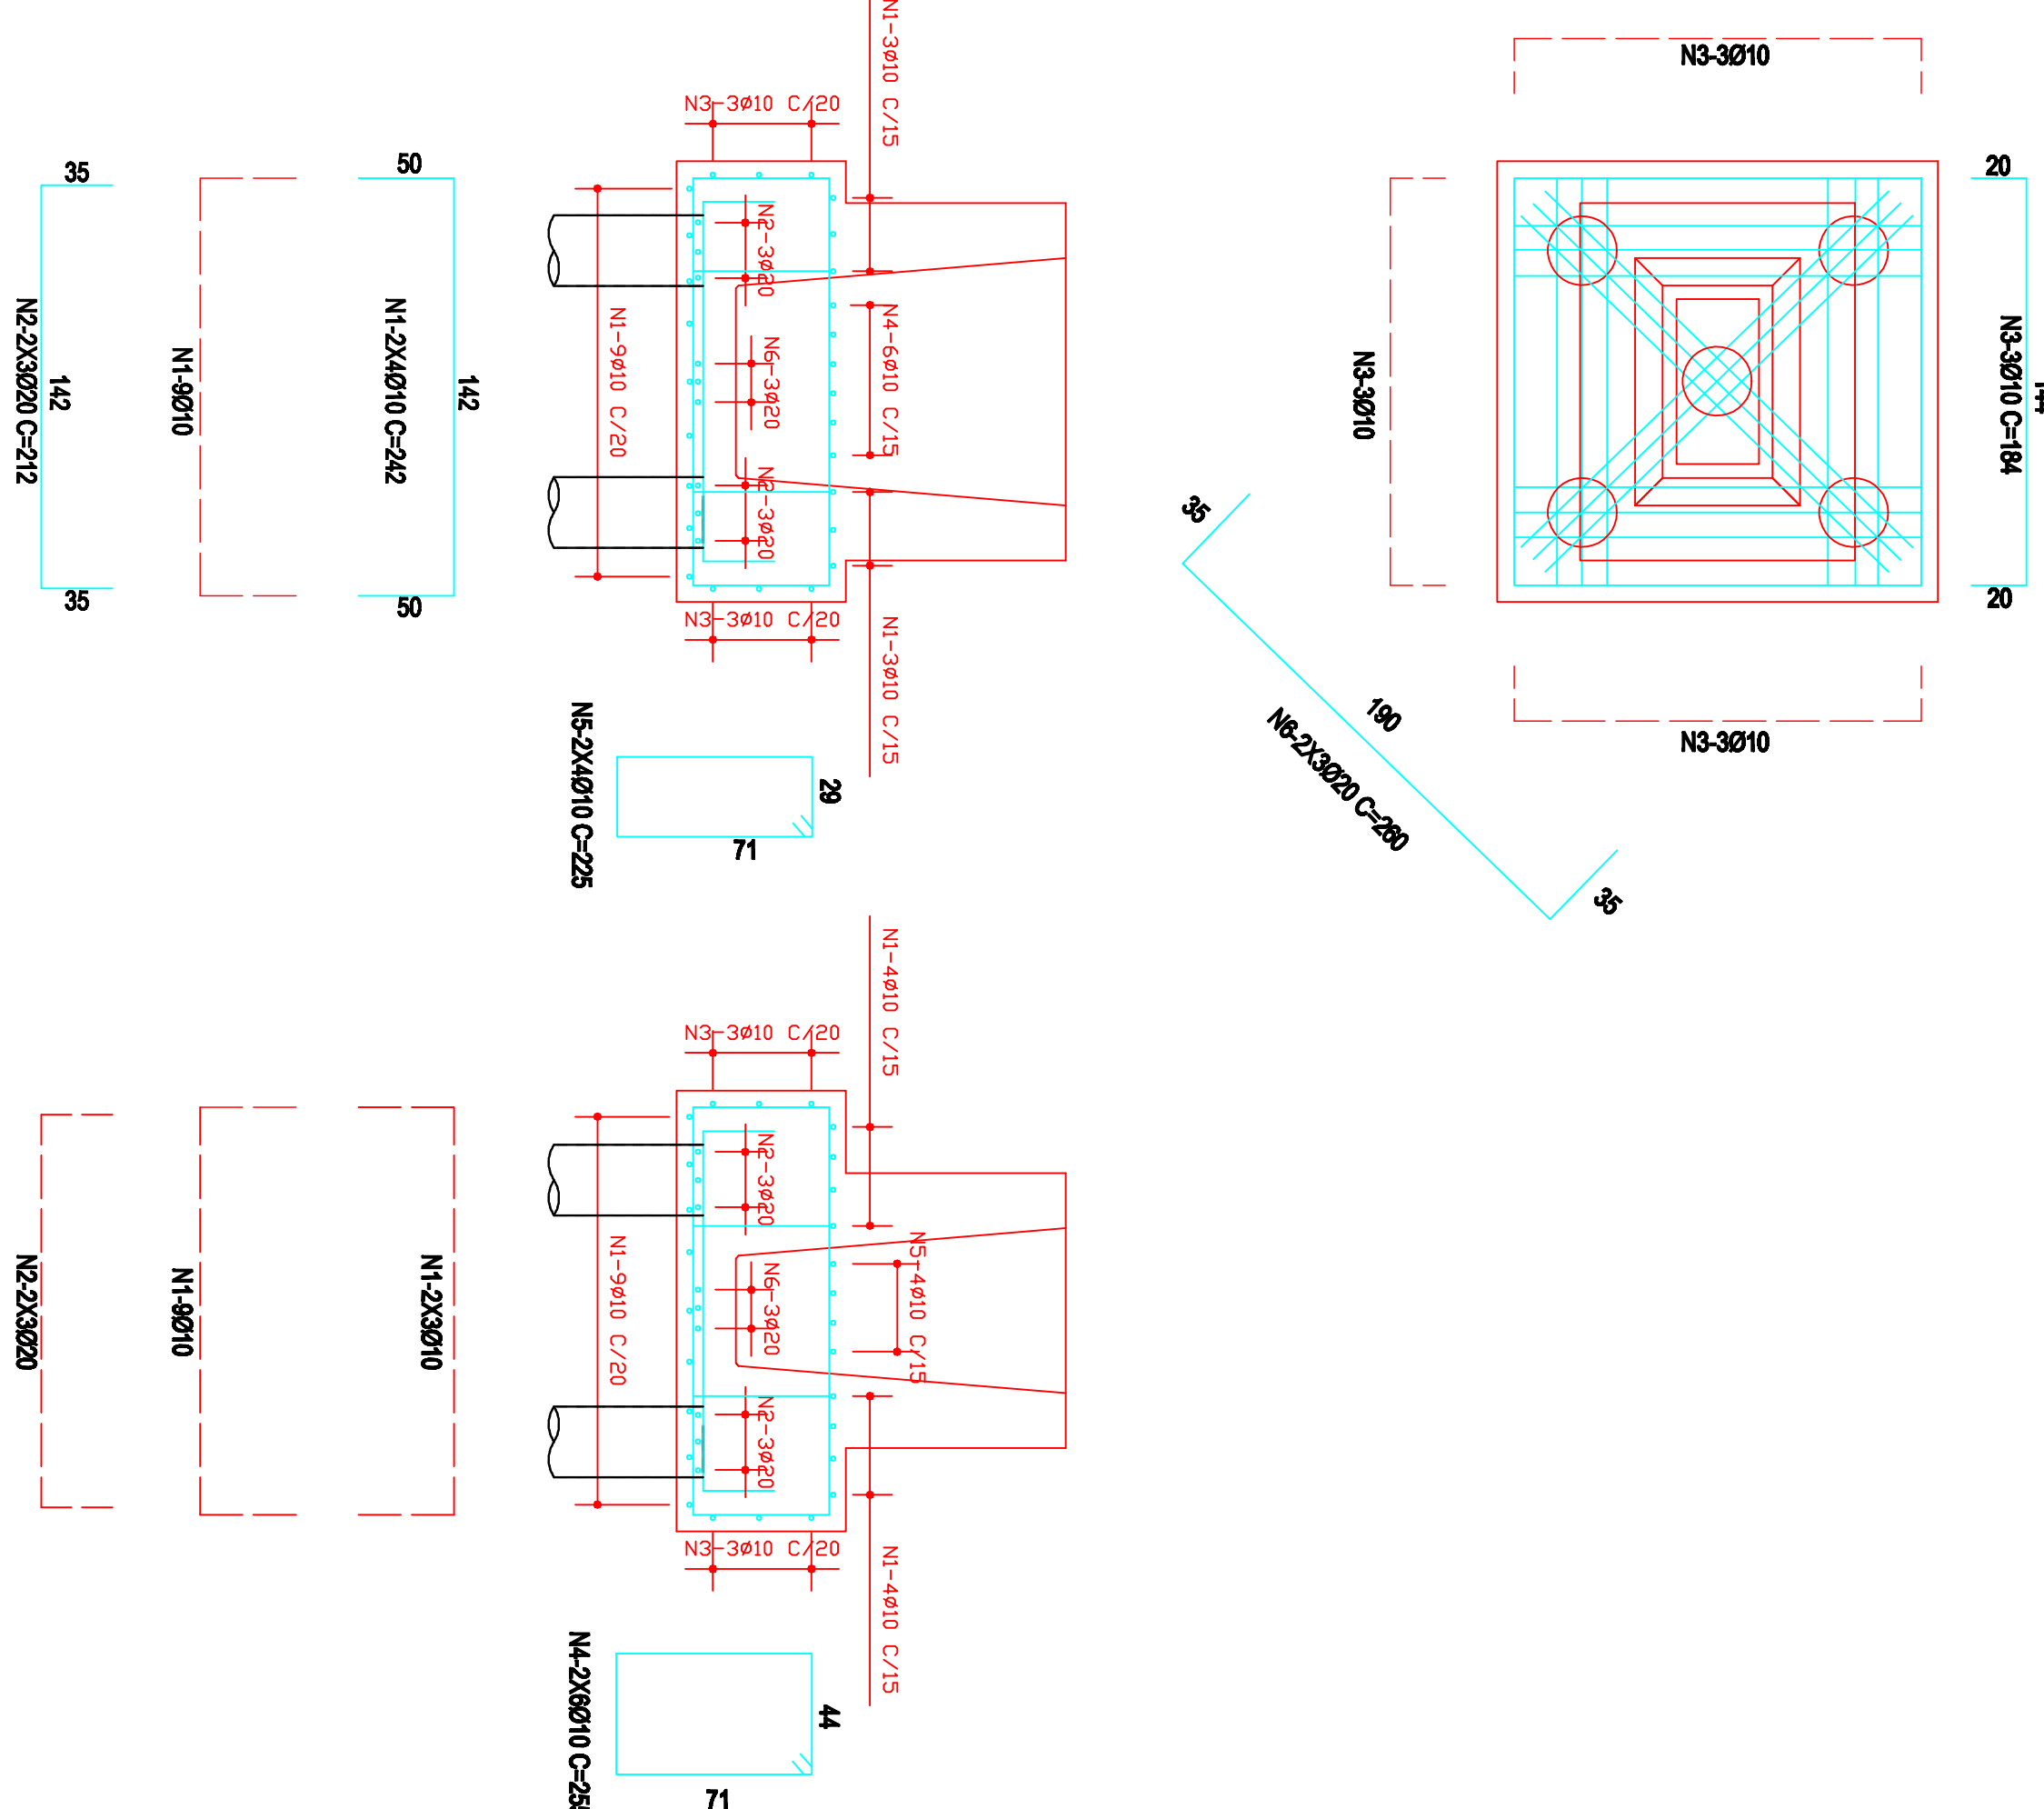 N3-3Ø10
20
N3-3Ø10 C=184
20
N3-3Ø10
N3-3Ø10
35
190
N6-2X3Ø20 C=260
35
N1-3Ø10 C/15
N3-3Ø10 C/20
N2-3Ø20
N1-9Ø10 C/20
N6-3Ø20
N4-6Ø10 C/15
N2-3Ø20
N3-3Ø10 C/20
N1-3Ø10 C/15
50
142
N1-2X4Ø10 C=242
50
N1-9Ø10
35
142
N2-2X3Ø20 C=212
35
29
71
N5-2X4Ø10 C=225
N1-4Ø10 C/15
N3-3Ø10 C/20
N2-3Ø20
N1-9Ø10 C/20
N6-3Ø20
N5-4Ø10 C/15
N2-3Ø20
N3-3Ø10 C/20
N1-4Ø10 C/15
N1-2X3Ø10
N1-9Ø10
N2-2X3Ø20
44
71
N4-2X6Ø10